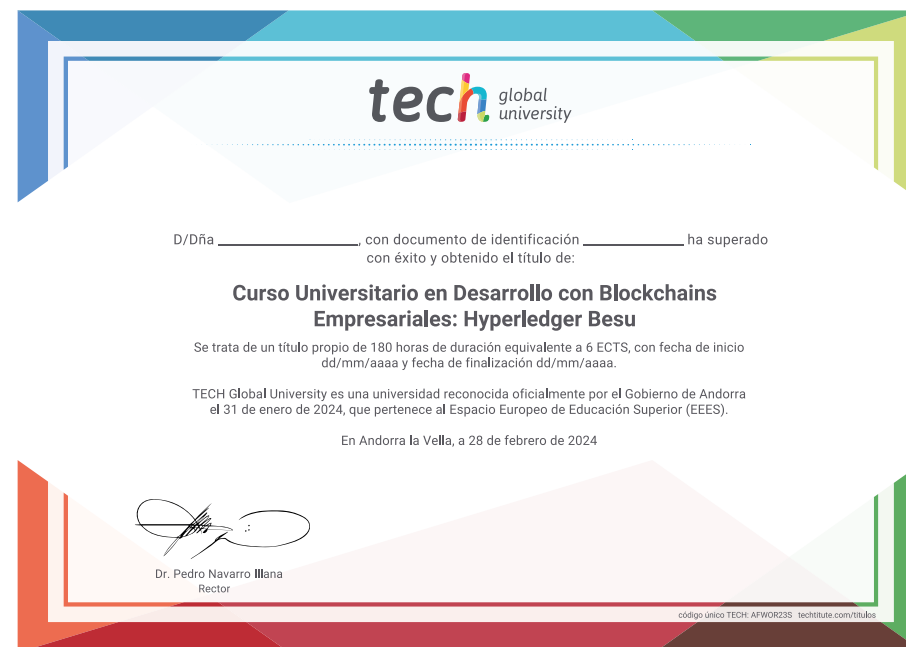 tech global university
D/Dña ____________________, con documento de identificación ______________ ha superado
con éxito y obtenido el título de:
Curso Universitario en Desarrollo con Blockchains
Empresariales: Hyperledger Besu
Se trata de un título propio de 180 horas de duración equivalente a 6 ECTS, con fecha de inicio
dd/mm/aaaa y fecha de finalización dd/mm/aaaa.
TECH Global University es una universidad reconocida oficialmente por el Gobierno de Andorra
el 31 de enero de 2024, que pertenece al Espacio Europeo de Educación Superior (EEES).
En Andorra la Vella, a 28 de febrero de 2024
Dr. Pedro Navarro Illana
Rector
código único TECH: AFWOR23S techtitute.com/titulos